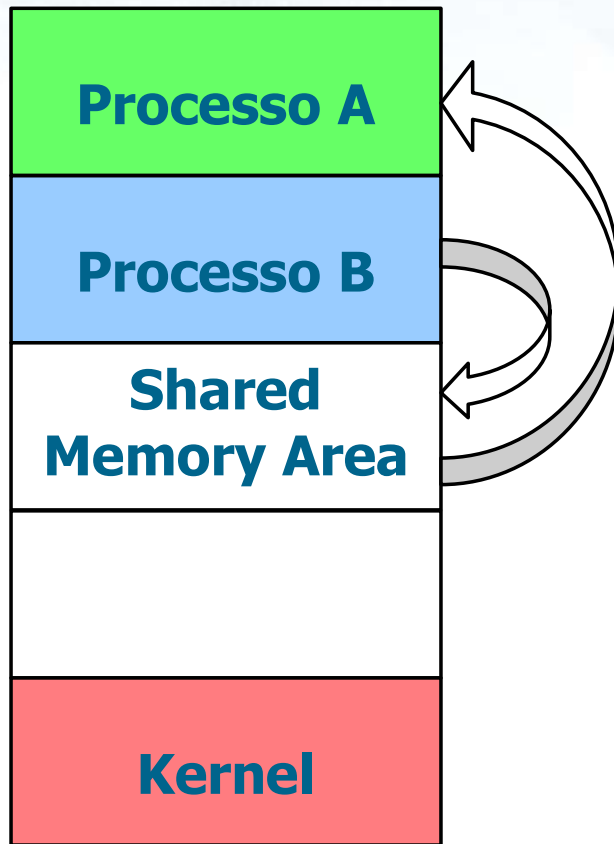 Processo A
Processo B
Shared
Memory Area
Kernel